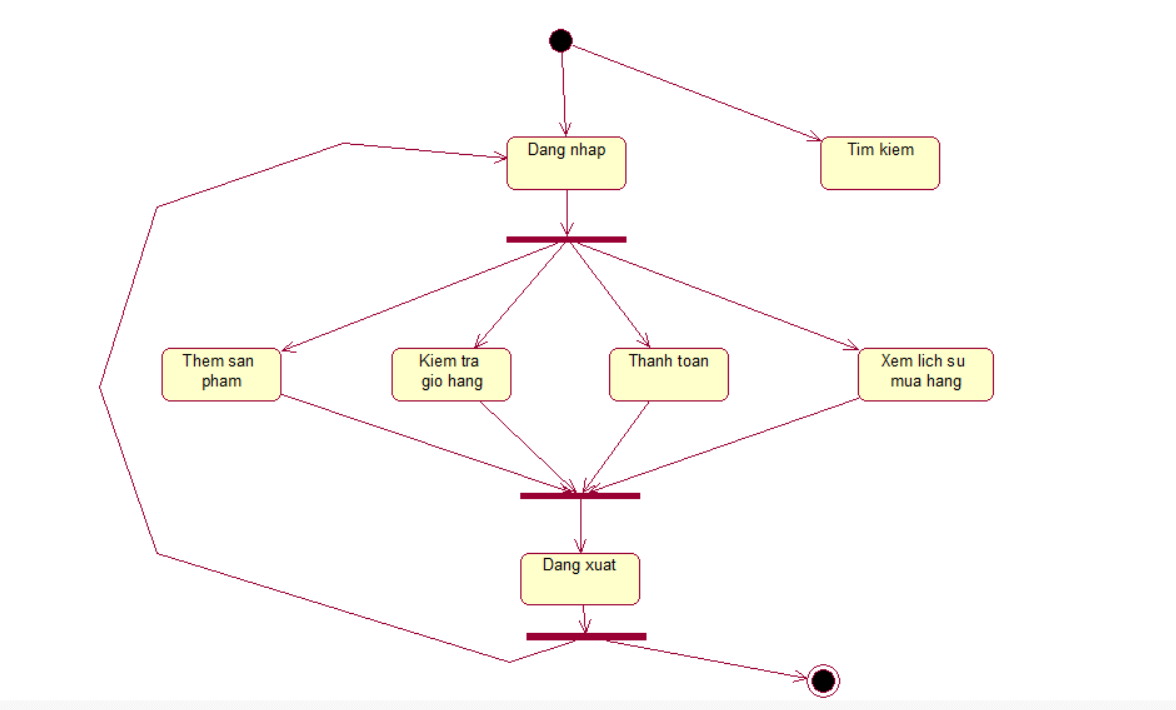 Dang nhap
Tim kiem
Them san
pham
Kiem tra
gio hang
Thanh toan
Xem lich su
mua hang
Dang xuat